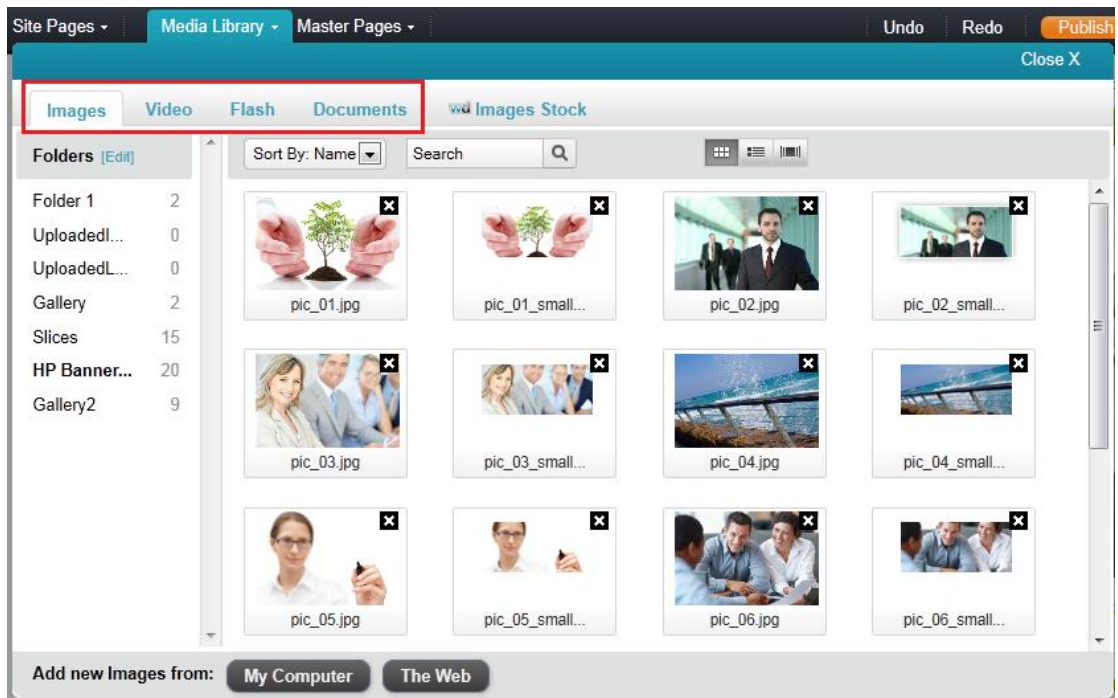 Site Pages Media Library Master Pages Undo Redo Publish
Close X
Images Video Flash Documents wd Images Stock
Folders [Edit] Sort By: Name Search
Folder 1 2
UploadedI... 0
UploadedL... 0
Gallery 2
Slices 15
HP Banner... 20
Gallery2 9
pic_01.jpg pic_01_small... pic_02.jpg pic_02_small...
pic_03.jpg pic_03_small... pic_04.jpg pic_04_small...
pic_05.jpg pic_05_small... pic_06.jpg pic_06_small...
Add new Images from: My Computer The Web